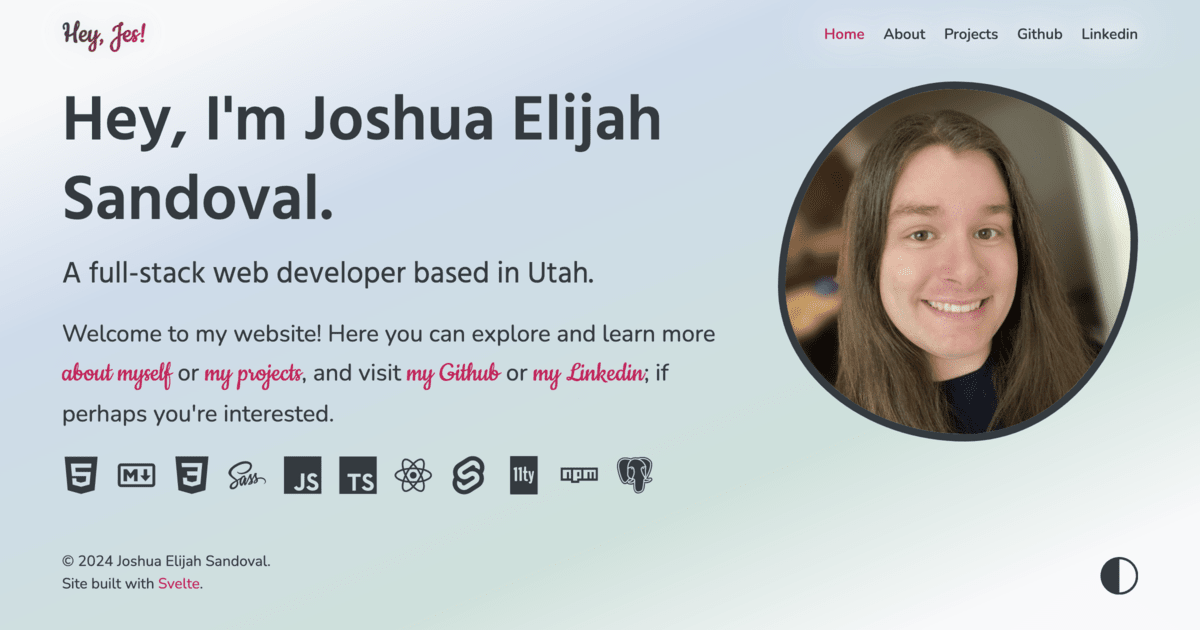 Hey, Jes!
Home About Projects Github Linkedin
Hey, I'm Joshua Elijah
Sandoval.
A full-stack web developer based in Utah.
Welcome to my website! Here you can explore and learn more
about myself or my projects, and visit my Github or my Linkedin; if
perhaps you're interested.
5 M 3 Sass JS TS S 11ty npm
© 2024 Joshua Elijah Sandoval.
Site built with Svelte.